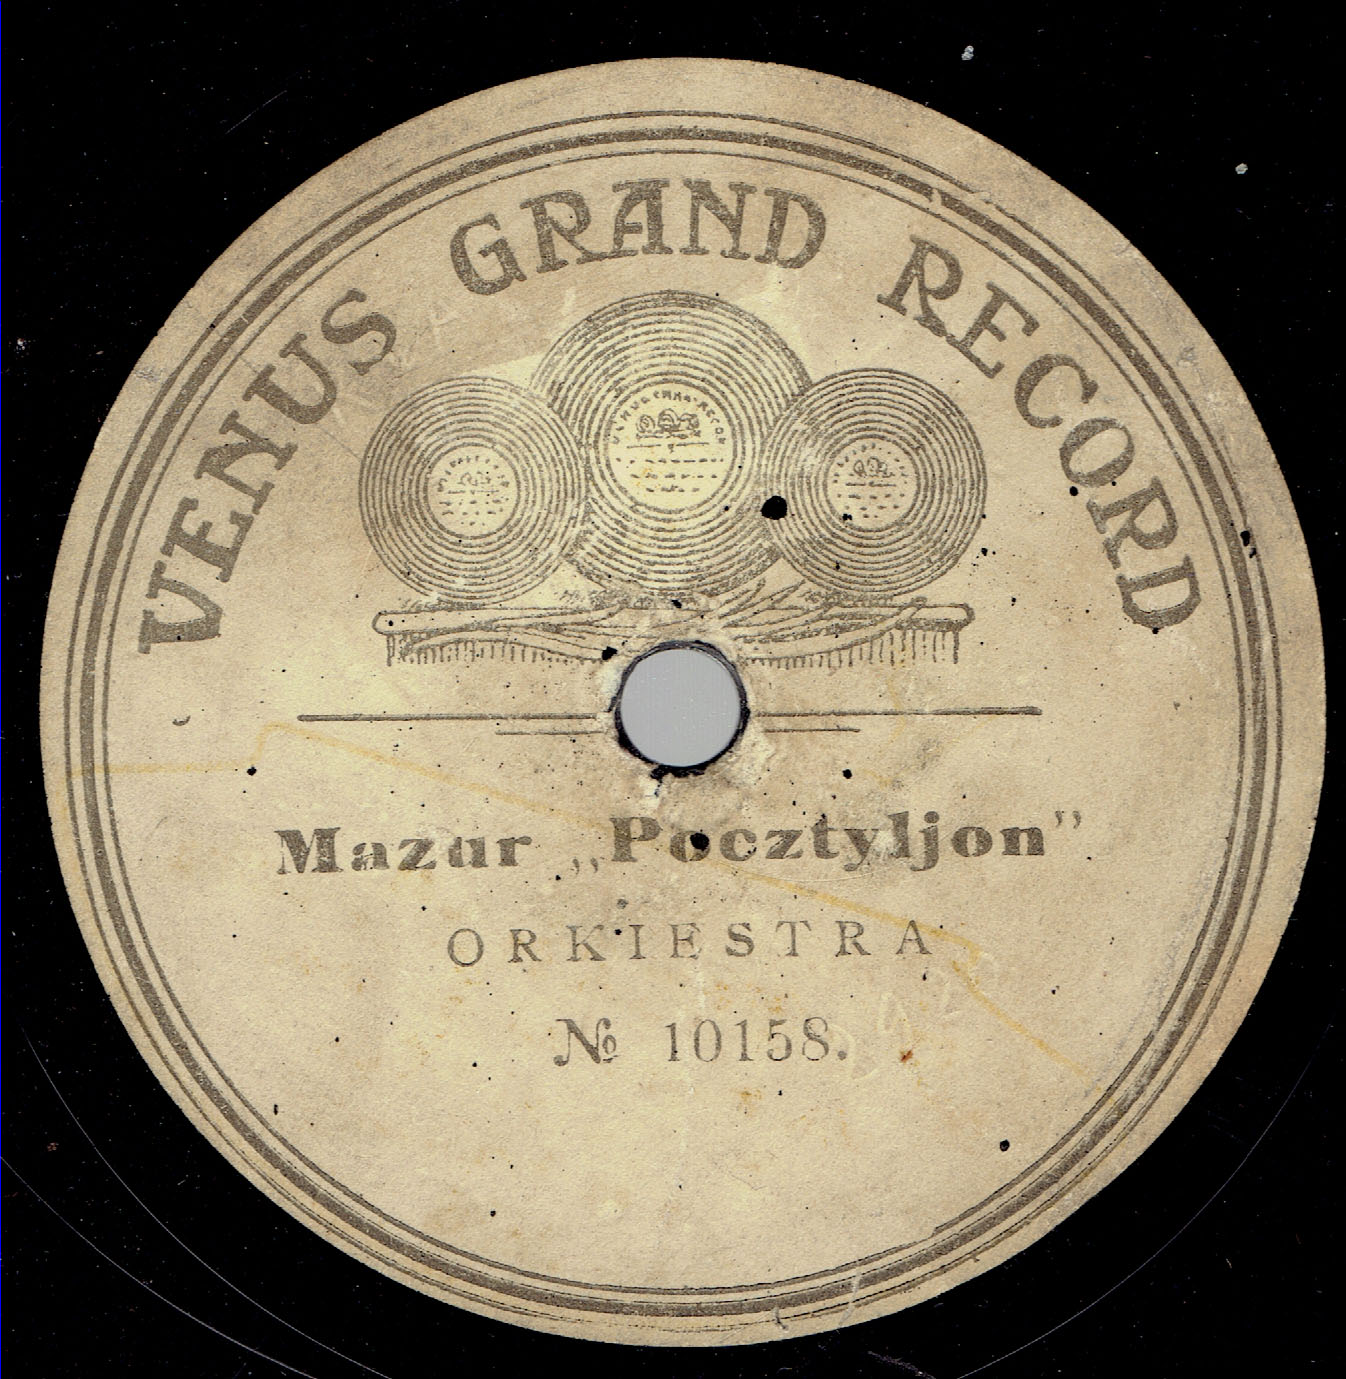 VENUS GRAND RECORD
Mazur „Pocztyljon”
ORKIESTRA
№ 10158.